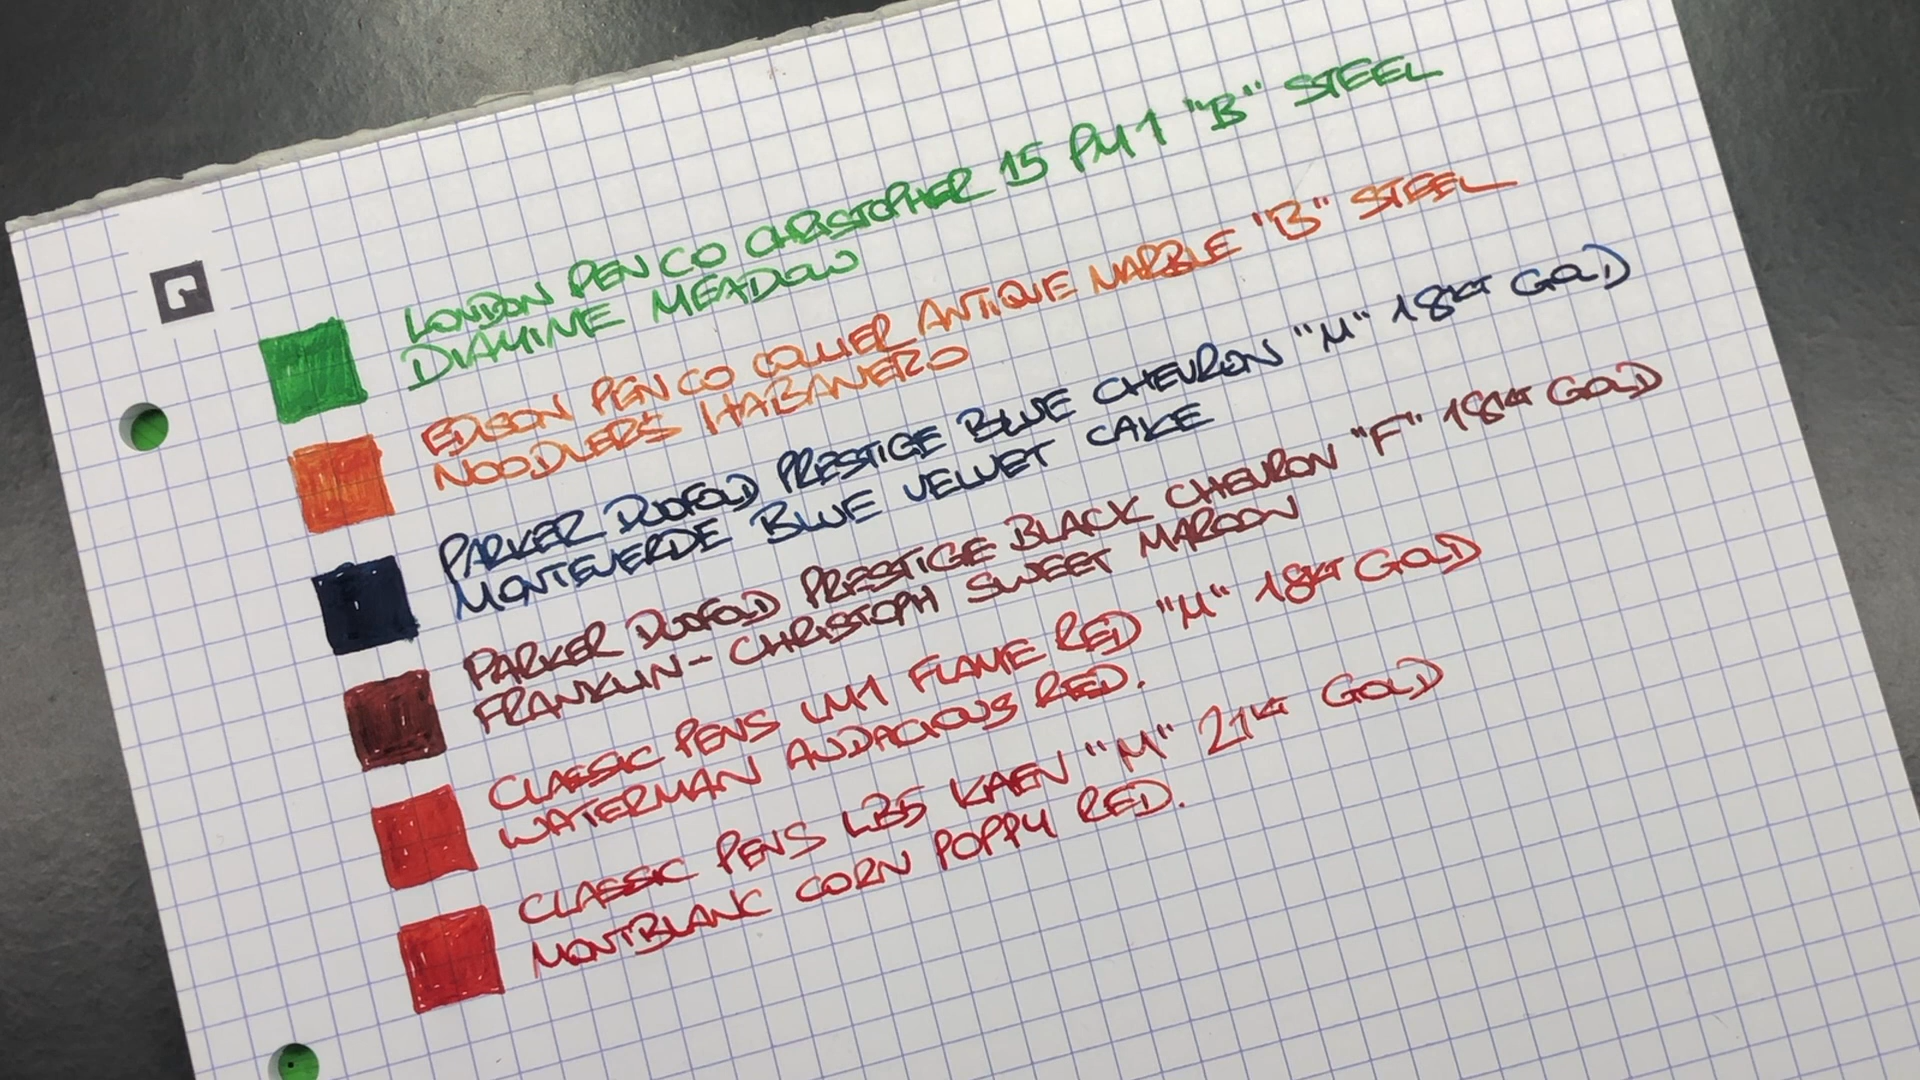 LONDON PEN CO CHRISTOPHER 15 PM1 "B" STEEL
DIAMINE MEADOW
EDISON PEN CO COLLIER ANTIQUE MARBLE "B" STEEL
NOODLER'S HABANERO
PARKER DUOFOLD PRESTIGE BLUE CHEVRON "M" 18KT GOLD
MONTEVERDE BLUE VELVET CAKE
PARKER DUOFOLD PRESTIGE BLACK CHEVRON "F" 18KT GOLD
FRANKLIN-CHRISTOPH SWEET MAROON
CLASSIC PENS LM1 FLAME RED "M" 18KT GOLD
WATERMAN AUDACIOUS RED.
CLASSIC PENS LB5 KAEN "M" 21KT GOLD
MONTBLANC CORN POPPY RED.